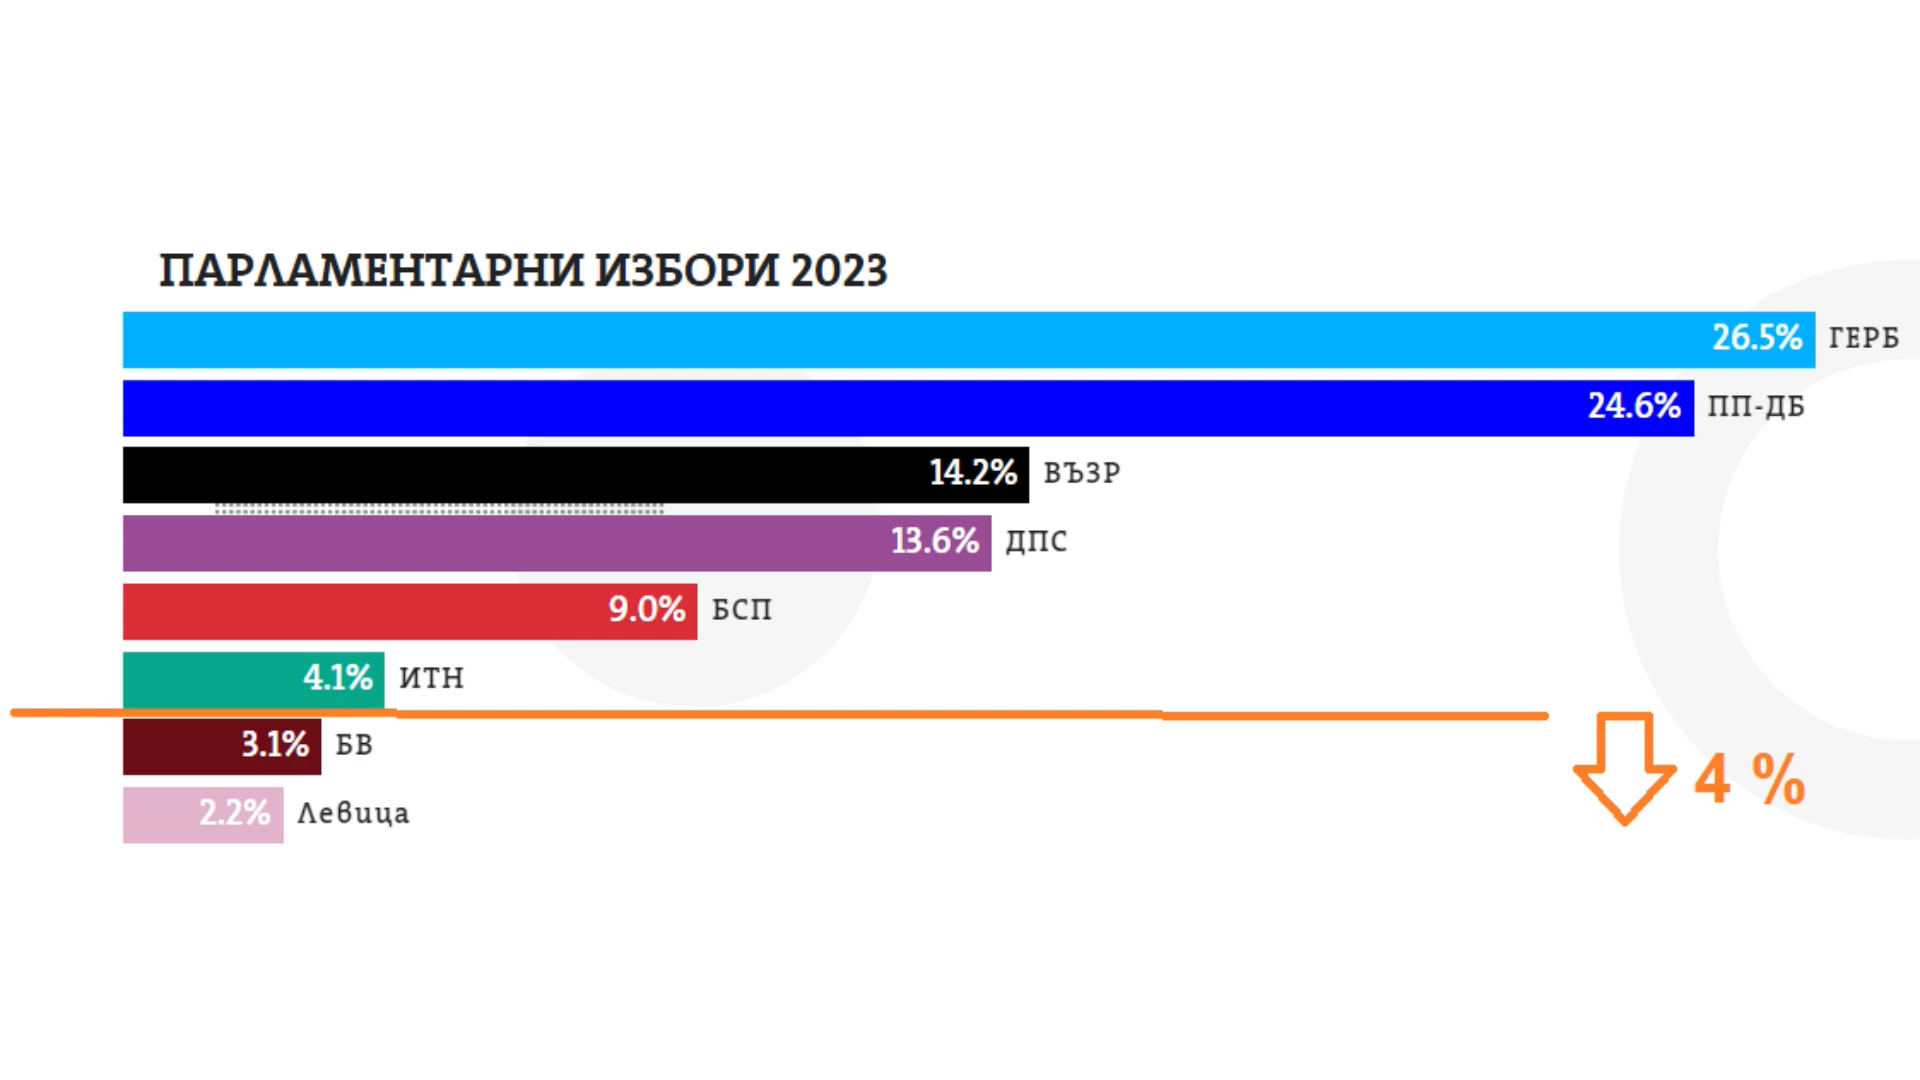 ПАРЛАМЕНТАРНИ ИЗБОРИ 2023
26.5% ГЕРБ
24.6% ПП-ДБ
14.2% ВЪЗР
13.6% ДПС
9.0% БСП
4.1% ИТН
3.1% БВ
4 %
2.2% Левица